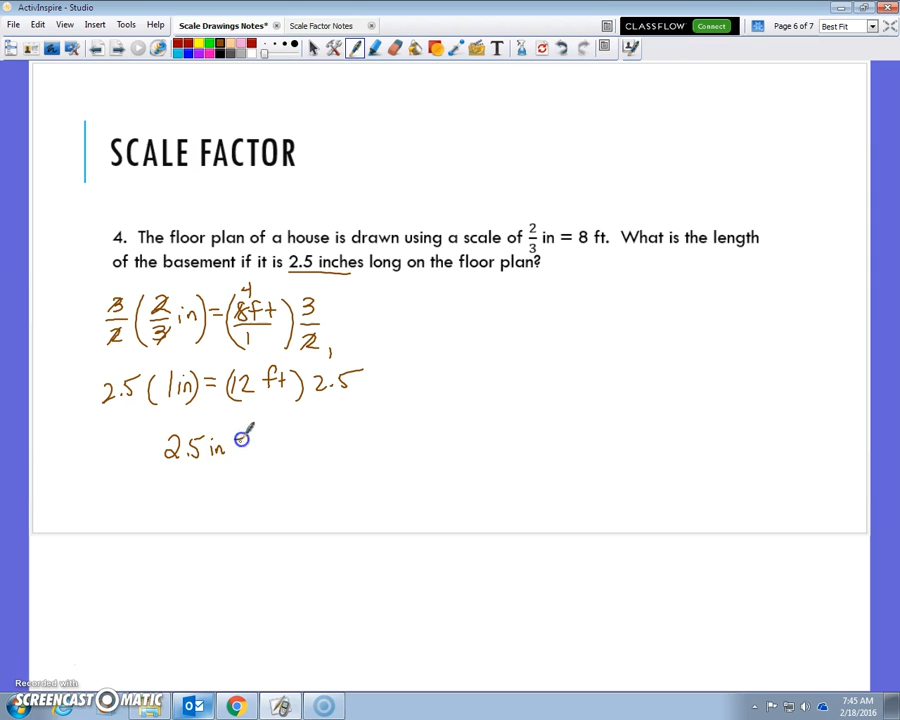 ActivInspire - Studio
File Edit View Insert Tools Help Scale Drawings Notes* Scale Factor Notes CLASSFLOW Connect Page 6 of 7 Best Fit
SCALE FACTOR
4. The floor plan of a house is drawn using a scale of 2/3 in = 8 ft. What is the length
of the basement if it is 2.5 inches long on the floor plan?
4
3/2 (2/3 in) = (8ft/1) 3/2
1
2.5 (1in) = (12 ft) 2.5
2.5 in
Recorded with
SCREENCAST MATIC
7:45 AM
2/18/2016